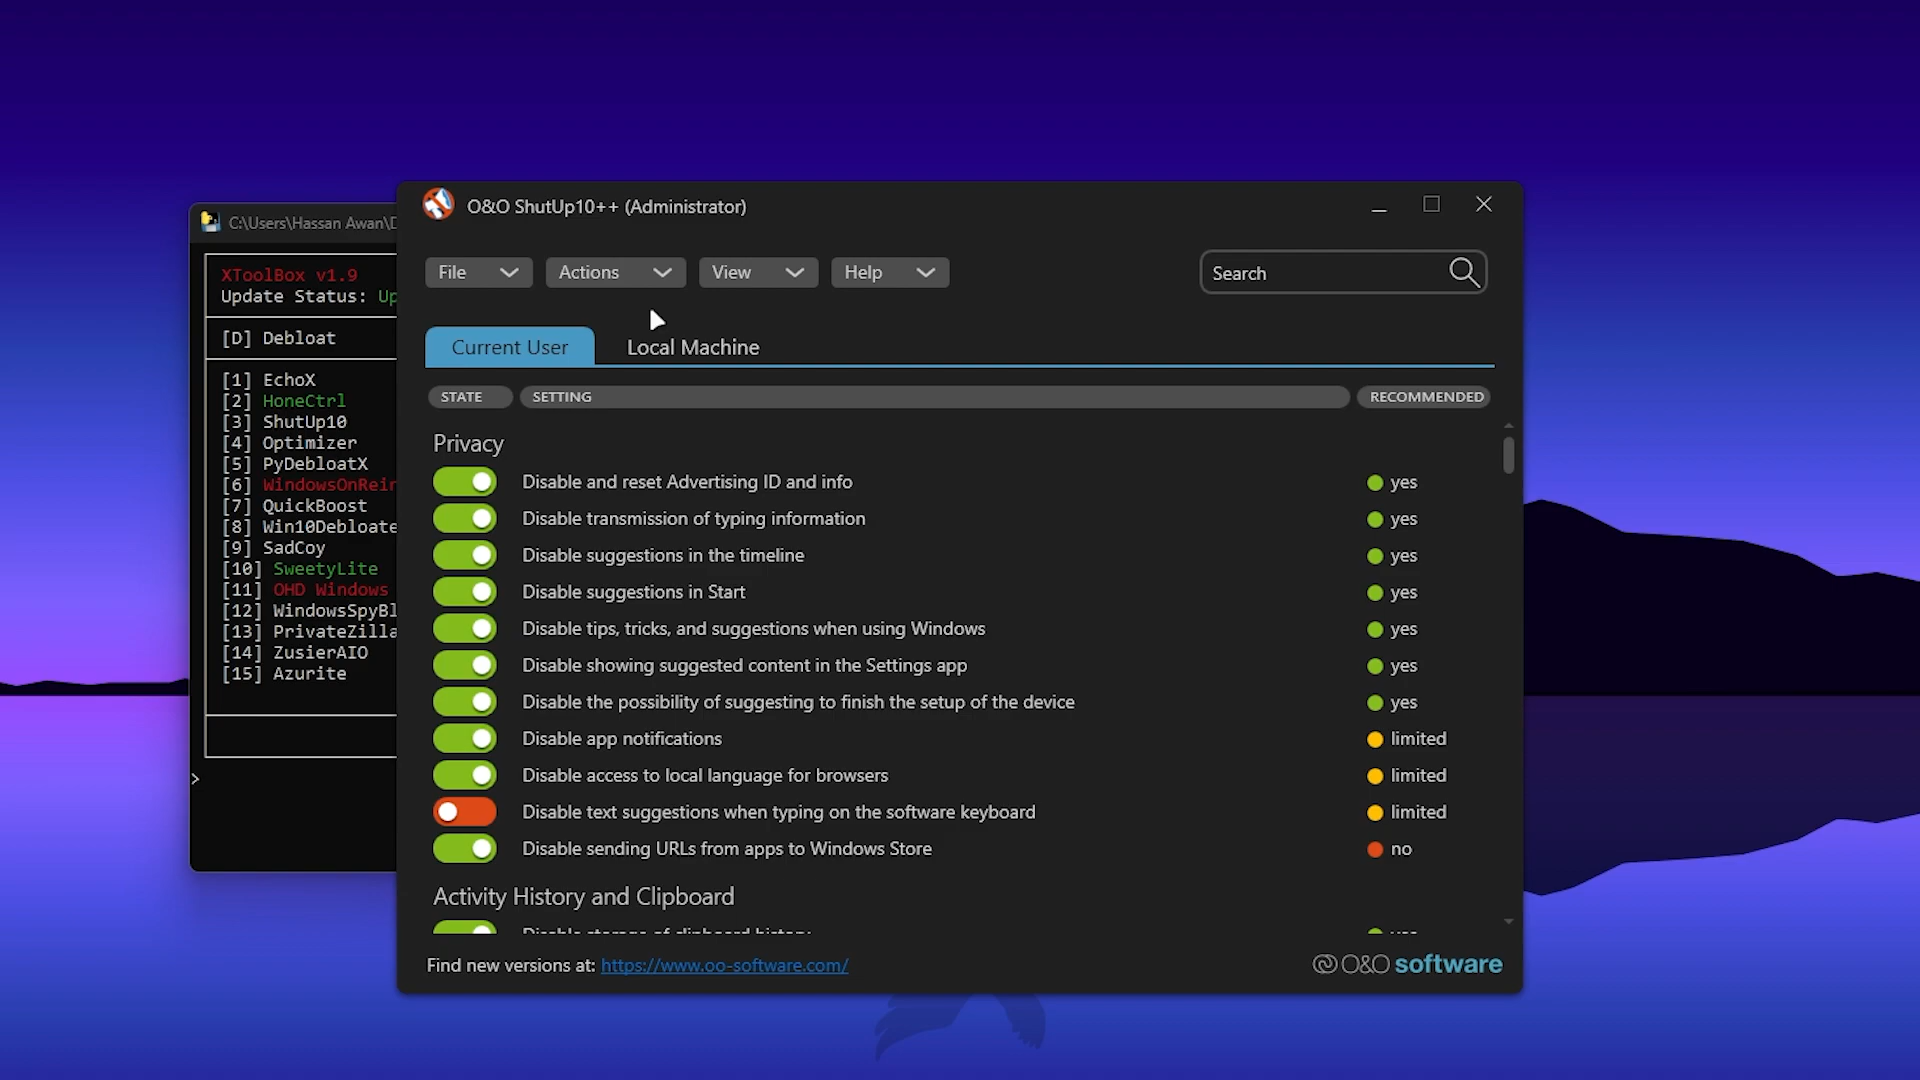 O&O ShutUp10++ (Administrator)
C:\Users\Hassan Awan\D
File
Actions
View
Help
Search
XToolBox v1.9
Update Status: Up
[D] Debloat
[1] EchoX
[2] HoneCtrl
[3] ShutUp10
[4] Optimizer
[5] PyDebloatX
[6] WindowsOnRein
[7] QuickBoost
[8] Win10Debloate
[9] SadCoy
[10] SweetyLite
[11] OHD Windows
[12] WindowsSpyBl
[13] PrivateZilla
[14] ZusierAIO
[15] Azurite
>
Current User
Local Machine
STATE SETTING RECOMMENDED
Privacy
Disable and reset Advertising ID and info yes
Disable transmission of typing information yes
Disable suggestions in the timeline yes
Disable suggestions in Start yes
Disable tips, tricks, and suggestions when using Windows yes
Disable showing suggested content in the Settings app yes
Disable the possibility of suggesting to finish the setup of the device yes
Disable app notifications limited
Disable access to local language for browsers limited
Disable text suggestions when typing on the software keyboard limited
Disable sending URLs from apps to Windows Store no
Activity History and Clipboard
Disable storage of clipboard history yes
Find new versions at: https://www.oo-software.com/
O&O software